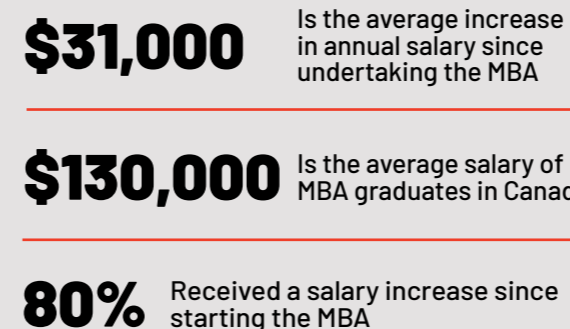 $31,000
Is the average increase
in annual salary since
undertaking the MBA
$130,000
Is the average salary of
MBA graduates in
80%
Received a salary increase since
starting the MBA